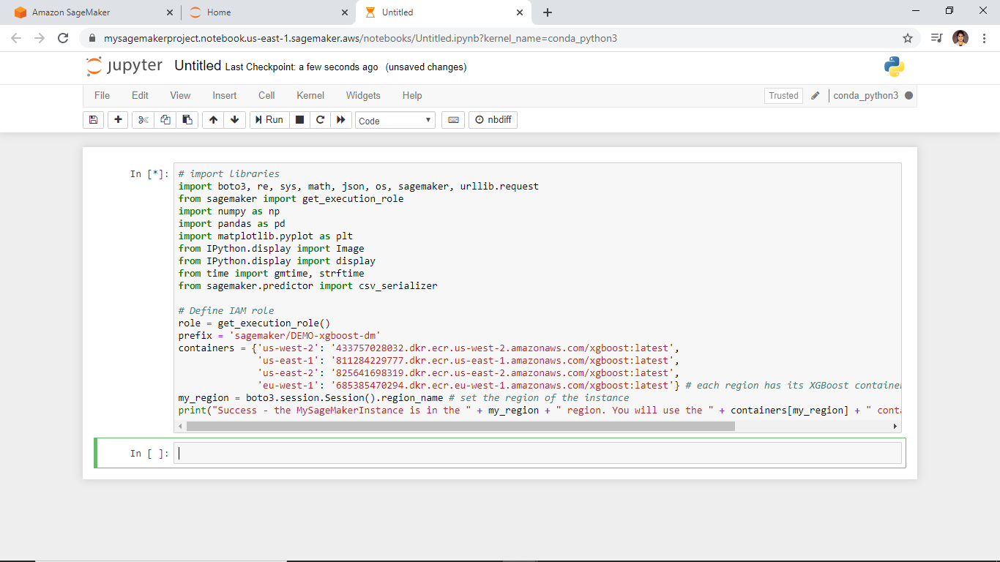 Amazon SageMaker
Home
Untitled
mysagemakerproject.notebook.us-east-1.sagemaker.aws/notebooks/Untitled.ipynb?kernel_name=conda_python3
jupyter Untitled Last Checkpoint: a few seconds ago (unsaved changes)
File Edit View Insert Cell Kernel Widgets Help Trusted conda_python3
Run Code nbdiff
In [*]:
# import libraries
import boto3, re, sys, math, json, os, sagemaker, urllib.request
from sagemaker import get_execution_role
import numpy as np
import pandas as pd
import matplotlib.pyplot as plt
from IPython.display import Image
from IPython.display import display
from time import gmtime, strftime
from sagemaker.predictor import csv_serializer
# Define IAM role
role = get_execution_role()
prefix = 'sagemaker/DEMO-xgboost-dm'
containers = {'us-west-2': '433757028032.dkr.ecr.us-west-2.amazonaws.com/xgboost:latest',
'us-east-1': '811284229777.dkr.ecr.us-east-1.amazonaws.com/xgboost:latest',
'us-east-2': '825641698319.dkr.ecr.us-east-2.amazonaws.com/xgboost:latest',
'eu-west-1': '685385470294.dkr.ecr.eu-west-1.amazonaws.com/xgboost:latest'} # each region has its XGBoost container
my_region = boto3.session.Session().region_name # set the region of the instance
print("Success - the MySageMakerInstance is in the " + my_region + " region. You will use the " + containers[my_region] + " conta
In [ ]: